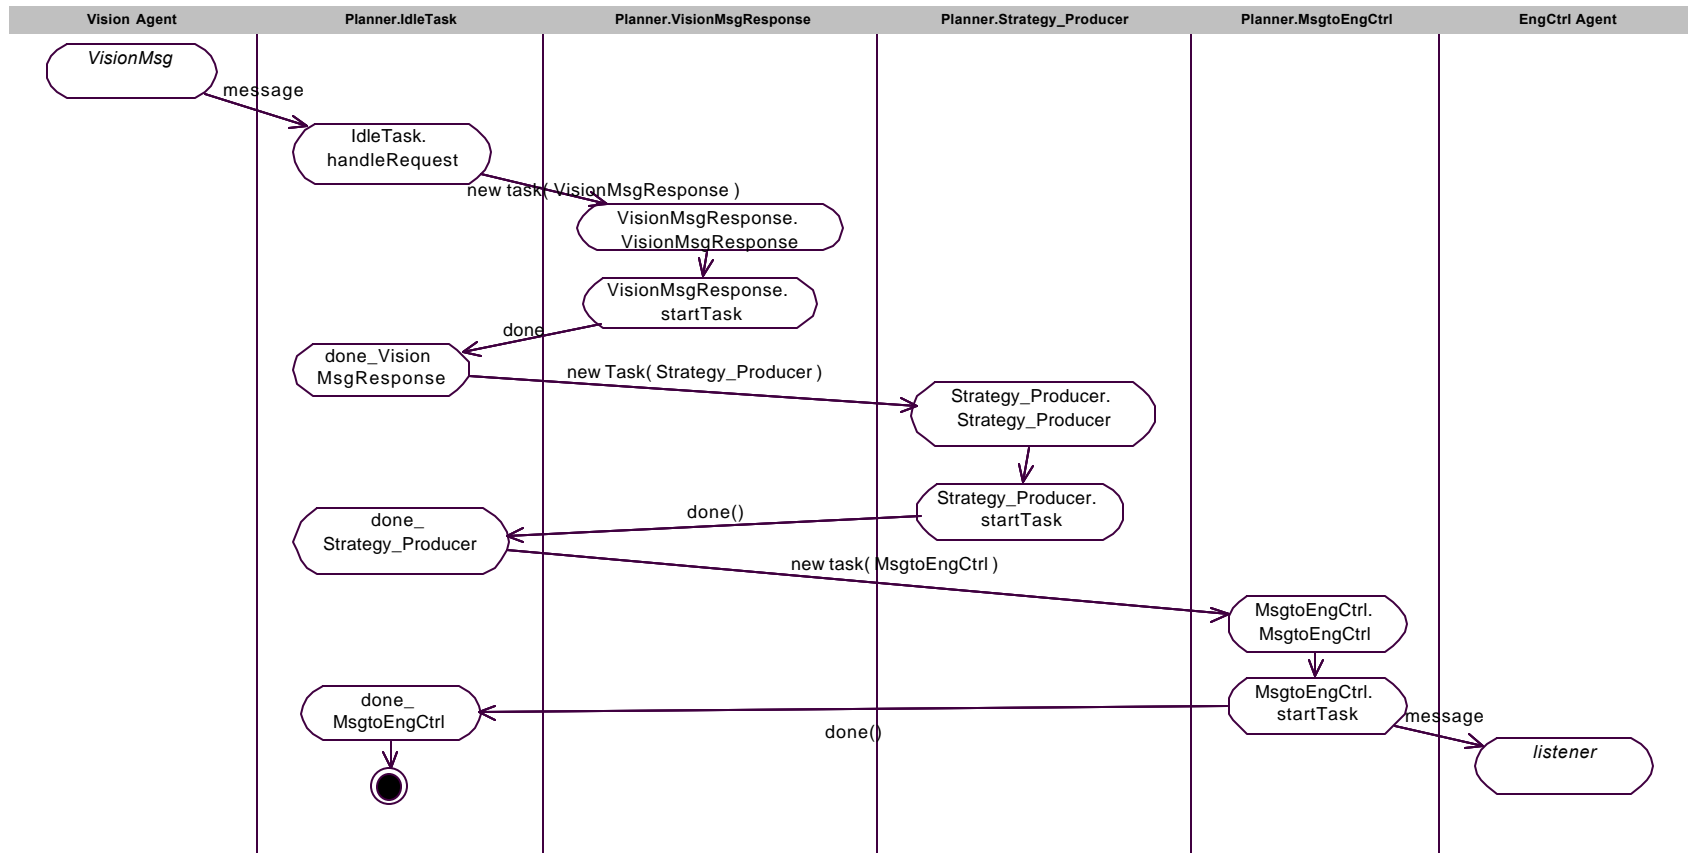 Vision Agent
Planner.IdleTask
Planner.VisionMsgResponse
Planner.Strategy_Producer
Planner.MsgtoEngCtrl
EngCtrl Agent
VisionMsg
message
IdleTask.
handleRequest
new task( VisionMsgResponse )
VisionMsgResponse.
VisionMsgResponse
VisionMsgResponse.
startTask
done
done_Vision
MsgResponse
new Task( Strategy_Producer )
Strategy_Producer.
Strategy_Producer
Strategy_Producer.
startTask
done()
done_
Strategy_Producer
new task( MsgtoEngCtrl )
MsgtoEngCtrl.
MsgtoEngCtrl
MsgtoEngCtrl.
startTask
done_
MsgtoEngCtrl
done()
message
listener